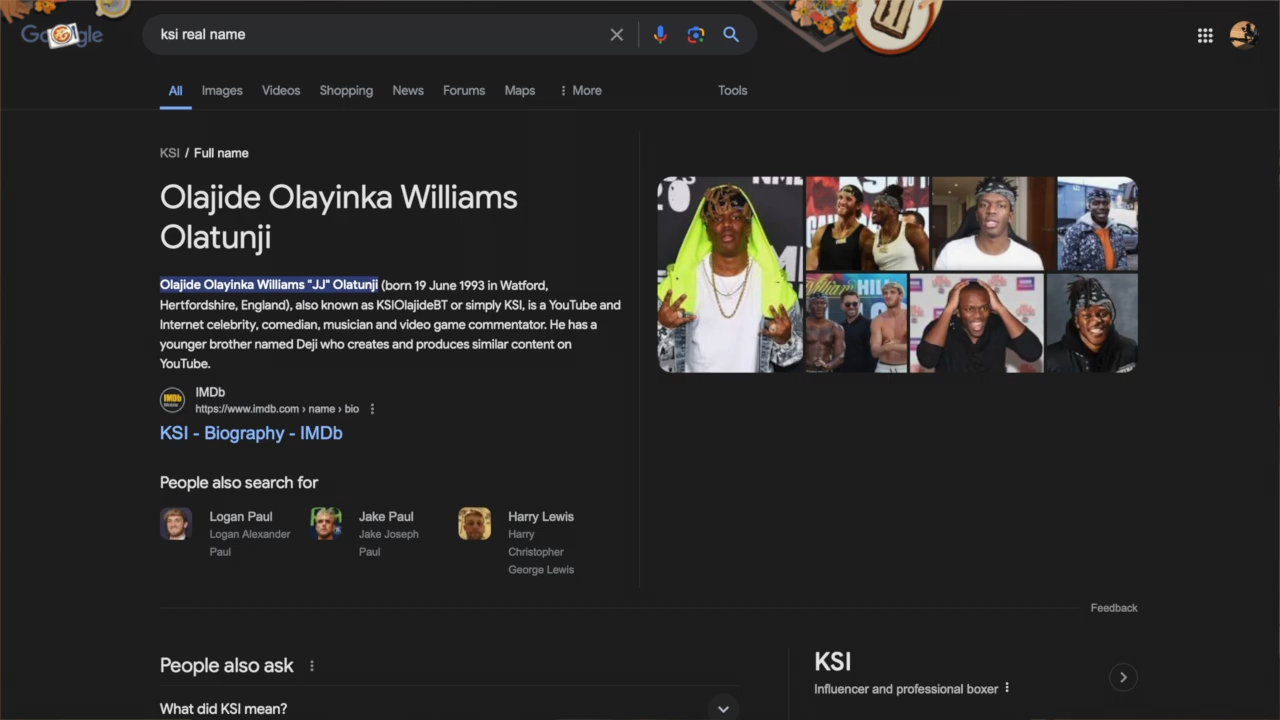 Google
ksi real name
All Images Videos Shopping News Forums Maps More Tools
KSI / Full name
Olajide Olayinka Williams
Olatunji
Olajide Olayinka Williams "JJ" Olatunji (born 19 June 1993 in Watford,
Hertfordshire, England), also known as KSIOlajideBT or simply KSI, is a YouTube and
Internet celebrity, comedian, musician and video game commentator. He has a
younger brother named Deji who creates and produces similar content on
YouTube.
IMDb
https://www.imdb.com › name › bio
KSI - Biography - IMDb
People also search for
Logan Paul
Logan Alexander
Paul
Jake Paul
Jake Joseph
Paul
Harry Lewis
Harry
Christopher
George Lewis
Feedback
People also ask
What did KSI mean?
KSI
Influencer and professional boxer
William HILL